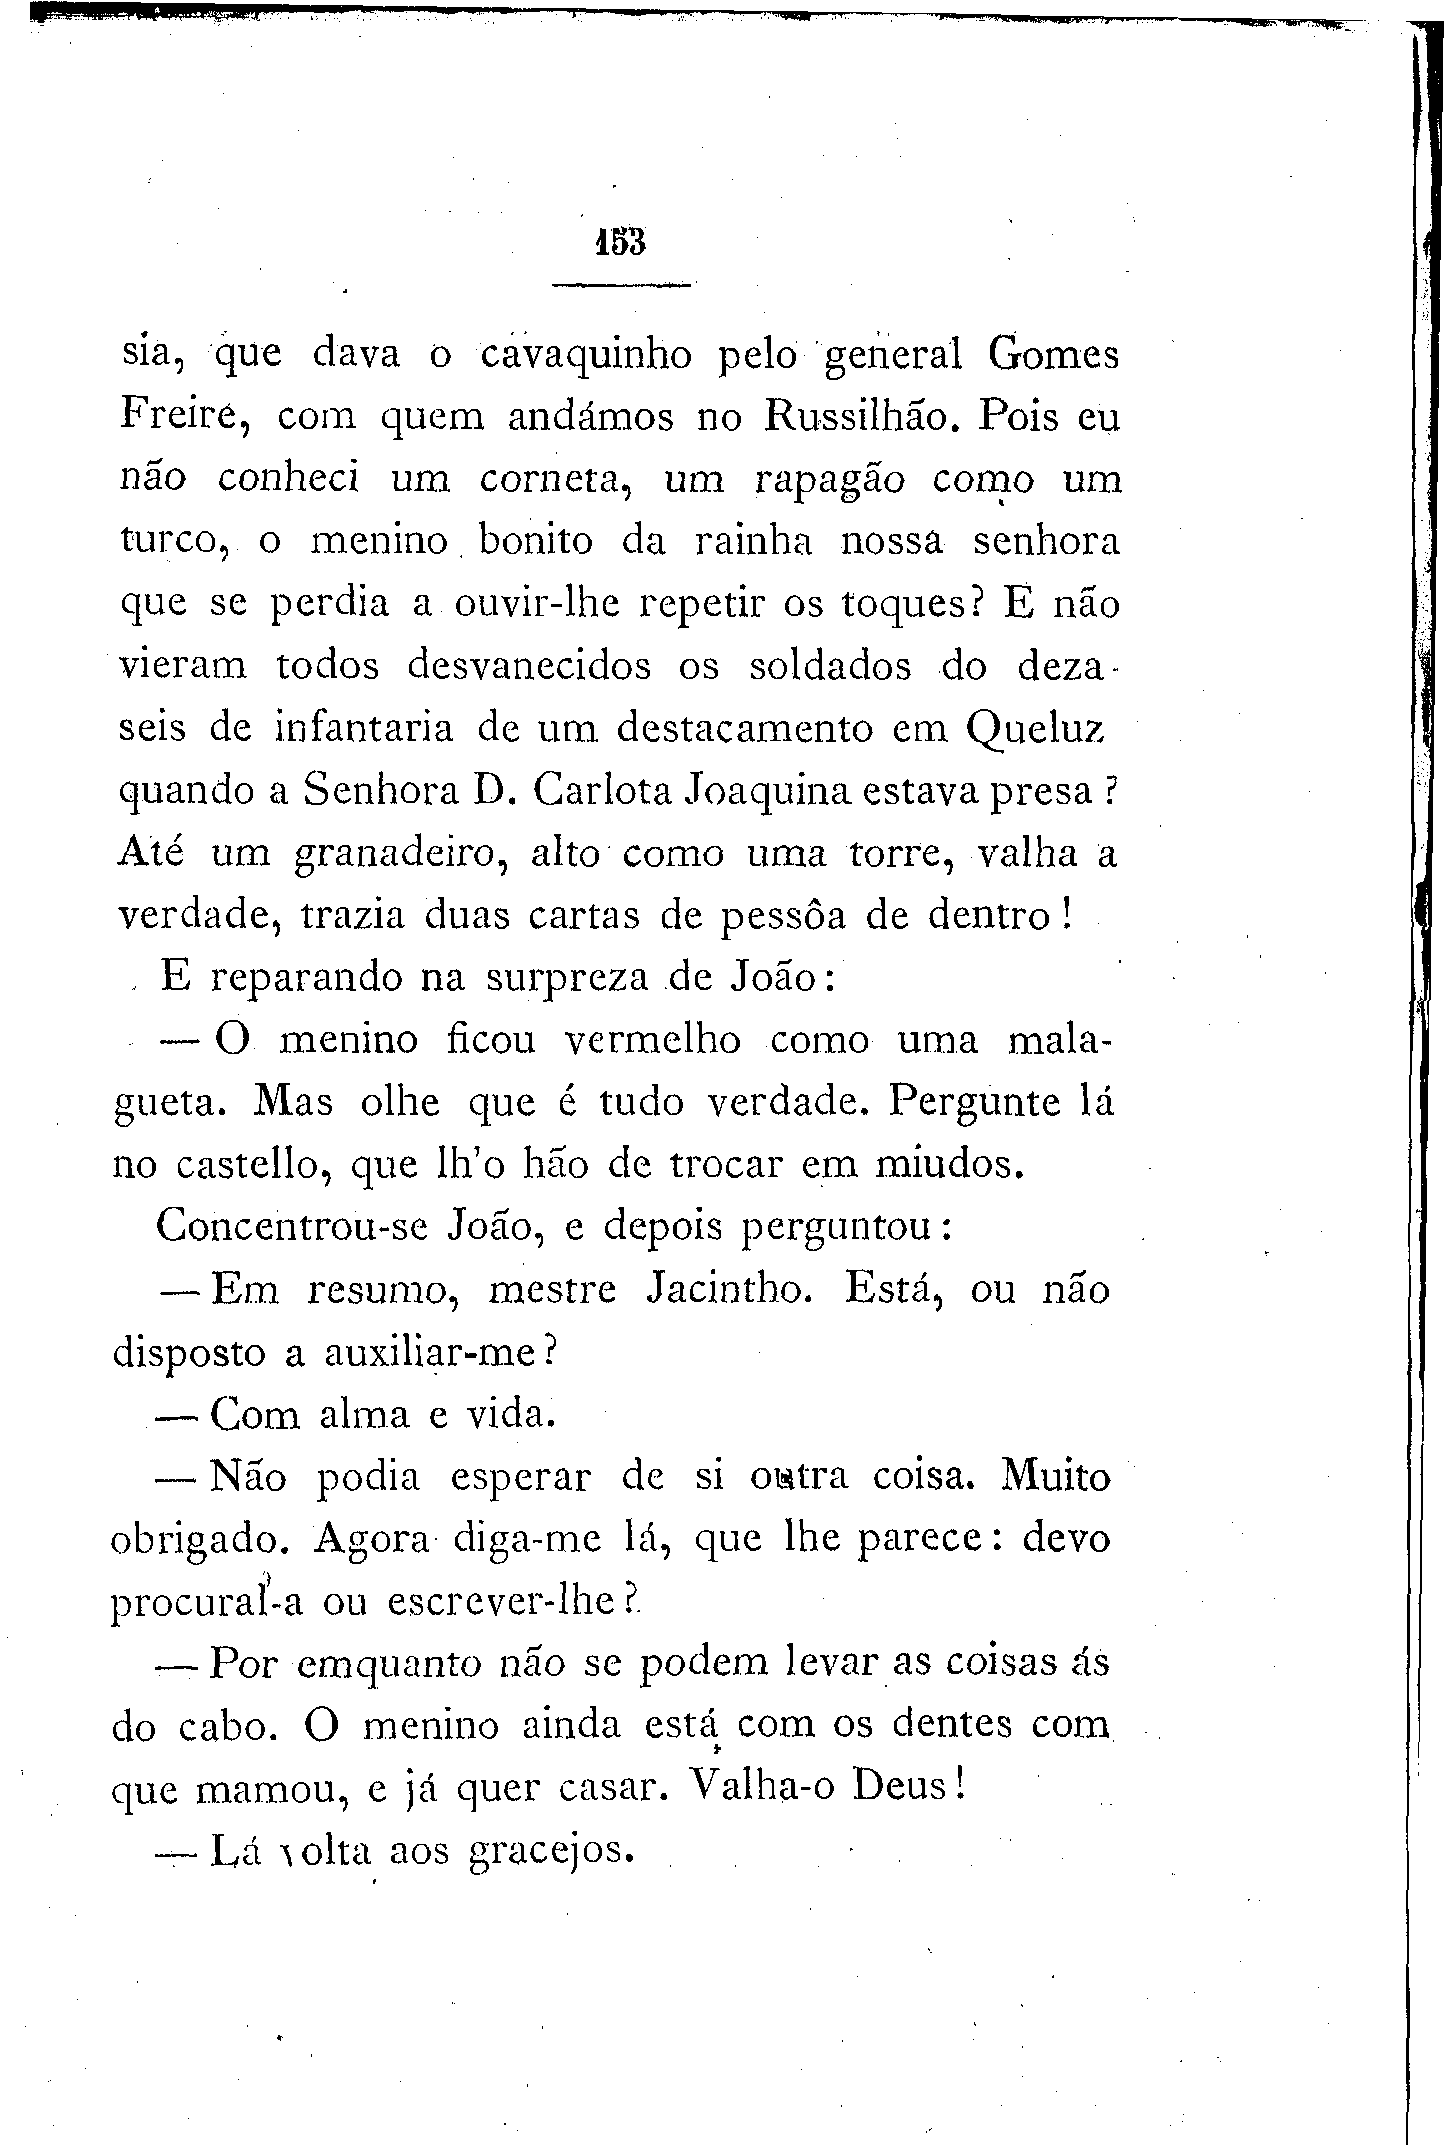 153
sia, que dava o cavaquinho pelo general Gomes
Freire, com quem andámos no Russilhão. Pois eu
não conheci um corneta, um rapagão como um
turco, o menino bonito da rainha nossa senhora
que se perdia a ouvir-lhe repetir os toques? E não
vieram todos desvanecidos os soldados do deza-
seis de infantaria de um destacamento em Queluz
quando a Senhora D. Carlota Joaquina estava presa?
Até um granadeiro, alto como uma torre, valha a
verdade, trazia duas cartas de pessôa de dentro!
E reparando na surpreza de João:
— O menino ficou vermelho como uma mala-
gueta. Mas olhe que é tudo verdade. Pergunte lá
no castello, que lh'o hão de trocar em miudos.
Concentrou-se João, e depois perguntou:
— Em resumo, mestre Jacintho. Está, ou não
disposto a auxiliar-me?
— Com alma e vida.
— Não podia esperar de si outra coisa. Muito
obrigado. Agora diga-me lá, que lhe parece: devo
procural-a ou escrever-lhe?
— Por emquanto não se podem levar as coisas ás
do cabo. O menino ainda está com os dentes com
que mamou, e já quer casar. Valha-o Deus!
— Lá volta aos gracejos.